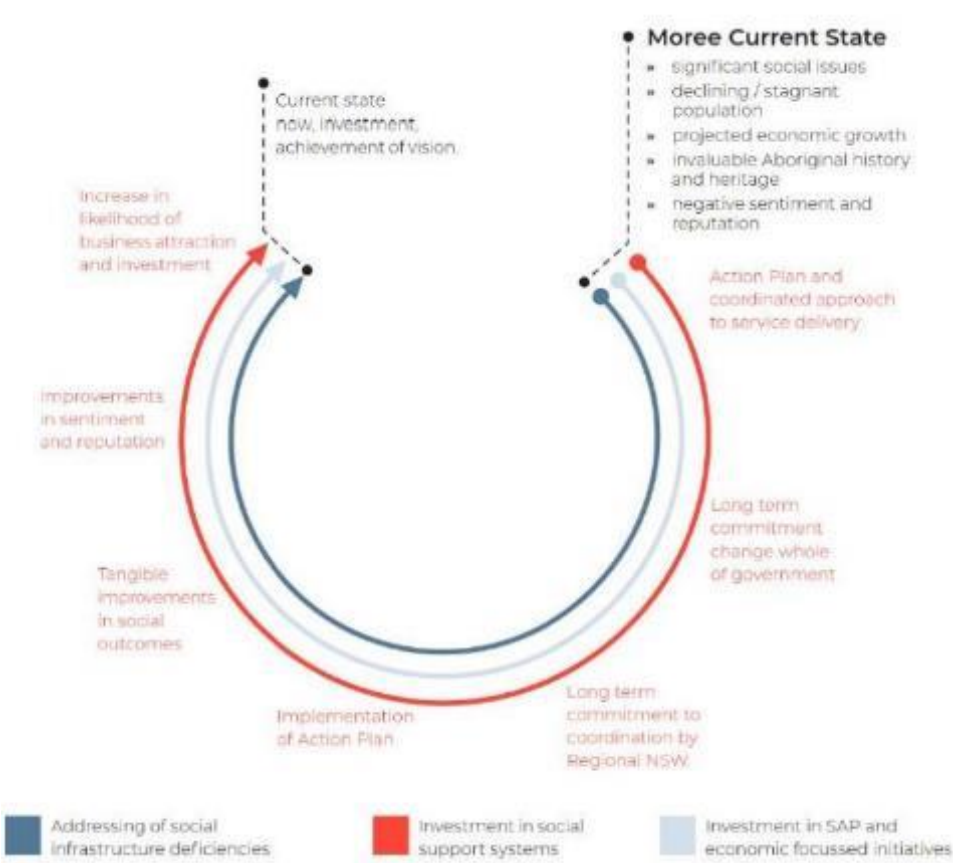 Moree Current State
» significant social issues
» declining / stagnant
population
» projected economic growth
» invaluable Aboriginal history
and heritage
» negative sentiment and
reputation
Current state
now, investment,
achievement of vision.
Increase in
likelihood of
business attraction
and investment
Action Plan and
coordinated approach
to service delivery
Improvements
in sentiment
and reputation
Long term
commitment
change whole
of government
Tangible
improvements
in social
outcomes
Long term
commitment to
coordination by
Regional NSW.
Implementation
of Action Plan
Addressing of social
infrastructure deficiencies
Investment in social
support systems
Investment in SAP and
economic focussed initiatives